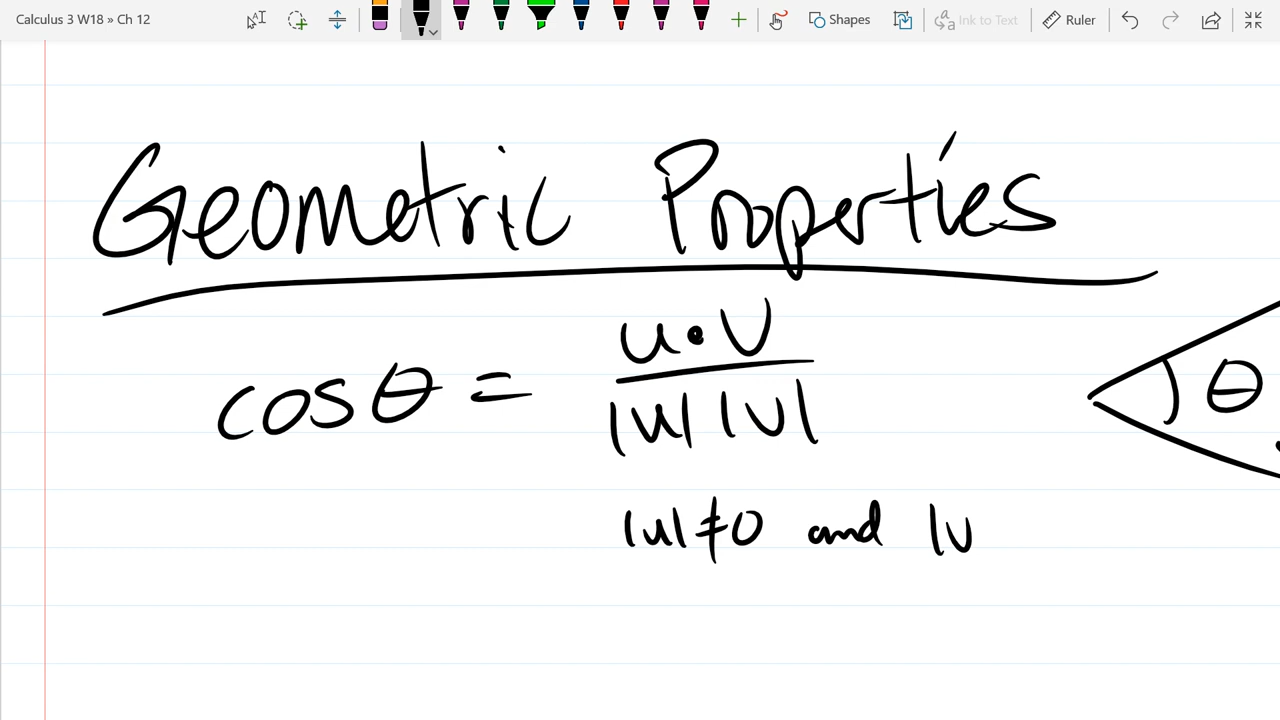 Calculus 3 W18 » Ch 12
Shapes
Ink to Text
Ruler
Geometric Properties
cos θ = u • v / |u| |v|
θ
|u| ≠ 0 and |v